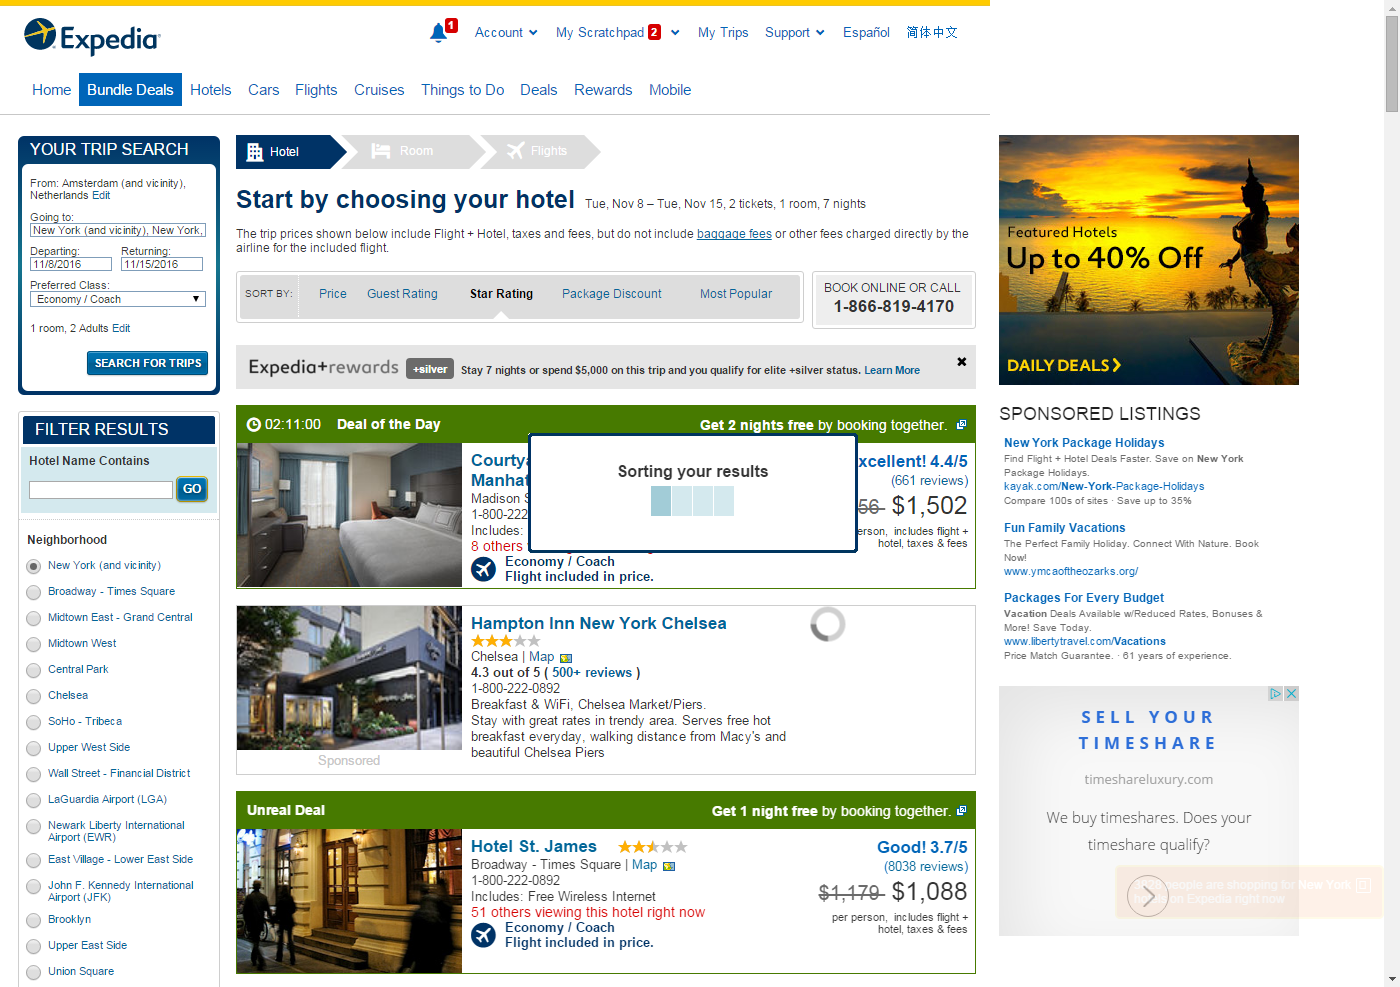 Expedia
1
Account
My Scratchpad 2
My Trips
Support
Español
简体中文
Home
Bundle Deals
Hotels
Cars
Flights
Cruises
Things to Do
Deals
Rewards
Mobile
YOUR TRIP SEARCH
From: Amsterdam (and vicinity),
Netherlands Edit
Going to:
New York (and vicinity), New York,
Departing:
Returning:
11/8/2016
11/15/2016
Preferred Class:
Economy / Coach
1 room, 2 Adults Edit
SEARCH FOR TRIPS
FILTER RESULTS
Hotel Name Contains
GO
Neighborhood
New York (and vicinity)
Broadway - Times Square
Midtown East - Grand Central
Midtown West
Central Park
Chelsea
SoHo - Tribeca
Upper West Side
Wall Street - Financial District
LaGuardia Airport (LGA)
Newark Liberty International
Airport (EWR)
East Village - Lower East Side
John F. Kennedy International
Airport (JFK)
Brooklyn
Upper East Side
Union Square
Hotel
Room
Flights
Start by choosing your hotel
Tue, Nov 8 – Tue, Nov 15, 2 tickets, 1 room, 7 nights
The trip prices shown below include Flight + Hotel, taxes and fees, but do not include baggage fees or other fees charged directly by the
airline for the included flight.
SORT BY:
Price
Guest Rating
Star Rating
Package Discount
Most Popular
BOOK ONLINE OR CALL
1-866-819-4170
Expedia+rewards
+silver
Stay 7 nights or spend $5,000 on this trip and you qualify for elite +silver status. Learn More
02:11:00
Deal of the Day
Get 2 nights free by booking together.
Sorting your results
Manhat
Madison S
1-800-222
Includes:
8 others
Economy / Coach
Flight included in price.
xcellent! 4.4/5
(661 reviews)
56 $1,502
erson, includes flight +
hotel, taxes & fees
Hampton Inn New York Chelsea
Chelsea | Map
4.3 out of 5 ( 500+ reviews )
1-800-222-0892
Breakfast & WiFi, Chelsea Market/Piers.
Stay with great rates in trendy area. Serves free hot
breakfast everyday, walking distance from Macy's and
beautiful Chelsea Piers
Sponsored
Unreal Deal
Get 1 night free by booking together.
Hotel St. James
Broadway - Times Square | Map
1-800-222-0892
Includes: Free Wireless Internet
51 others viewing this hotel right now
Economy / Coach
Flight included in price.
Good! 3.7/5
(8038 reviews)
$1,179 $1,088
per person, includes flight +
hotel, taxes & fees
Featured Hotels
Up to 40% Off
DAILY DEALS
SPONSORED LISTINGS
New York Package Holidays
Find Flight + Hotel Deals Faster. Save on New York
Package Holidays.
kayak.com/New-York-Package-Holidays
Compare 100s of sites · Save up to 35%
Fun Family Vacations
The Perfect Family Holiday. Connect With Nature. Book
Now!
www.ymcaoftheozarks.org/
Packages For Every Budget
Vacation Deals Available w/Reduced Rates, Bonuses &
More! Save Today.
www.libertytravel.com/Vacations
Price Match Guarantee. · 61 years of experience.
SELL YOUR
TIMESHARE
timeshareluxury.com
We buy timeshares. Does your
timeshare qualify?
people are shopping for New York
on Expedia right now